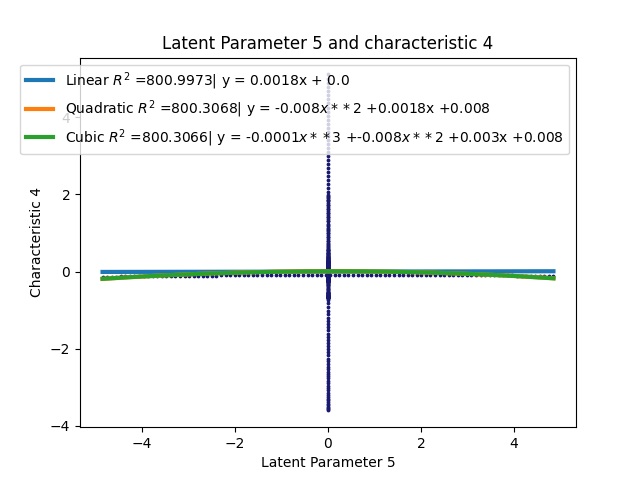 Latent Parameter 5 and characteristic 4
Linear R² =800.9973| y = 0.0018x + 0.0
Quadratic R² =800.3068| y = -0.008x * *2 +0.0018x +0.008
Cubic R² =800.3066| y = -0.0001x * *3 +-0.008x * *2 +0.003x +0.008
4
2
0
−2
−4
Characteristic 4
−4 −2 0 2 4
Latent Parameter 5